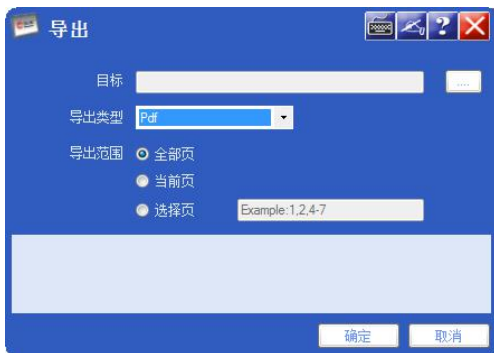 导出
?
目标
....
导出类型 Pdf
导出范围 全部页
当前页
选择页 Example:1,2,4-7
确定 取消